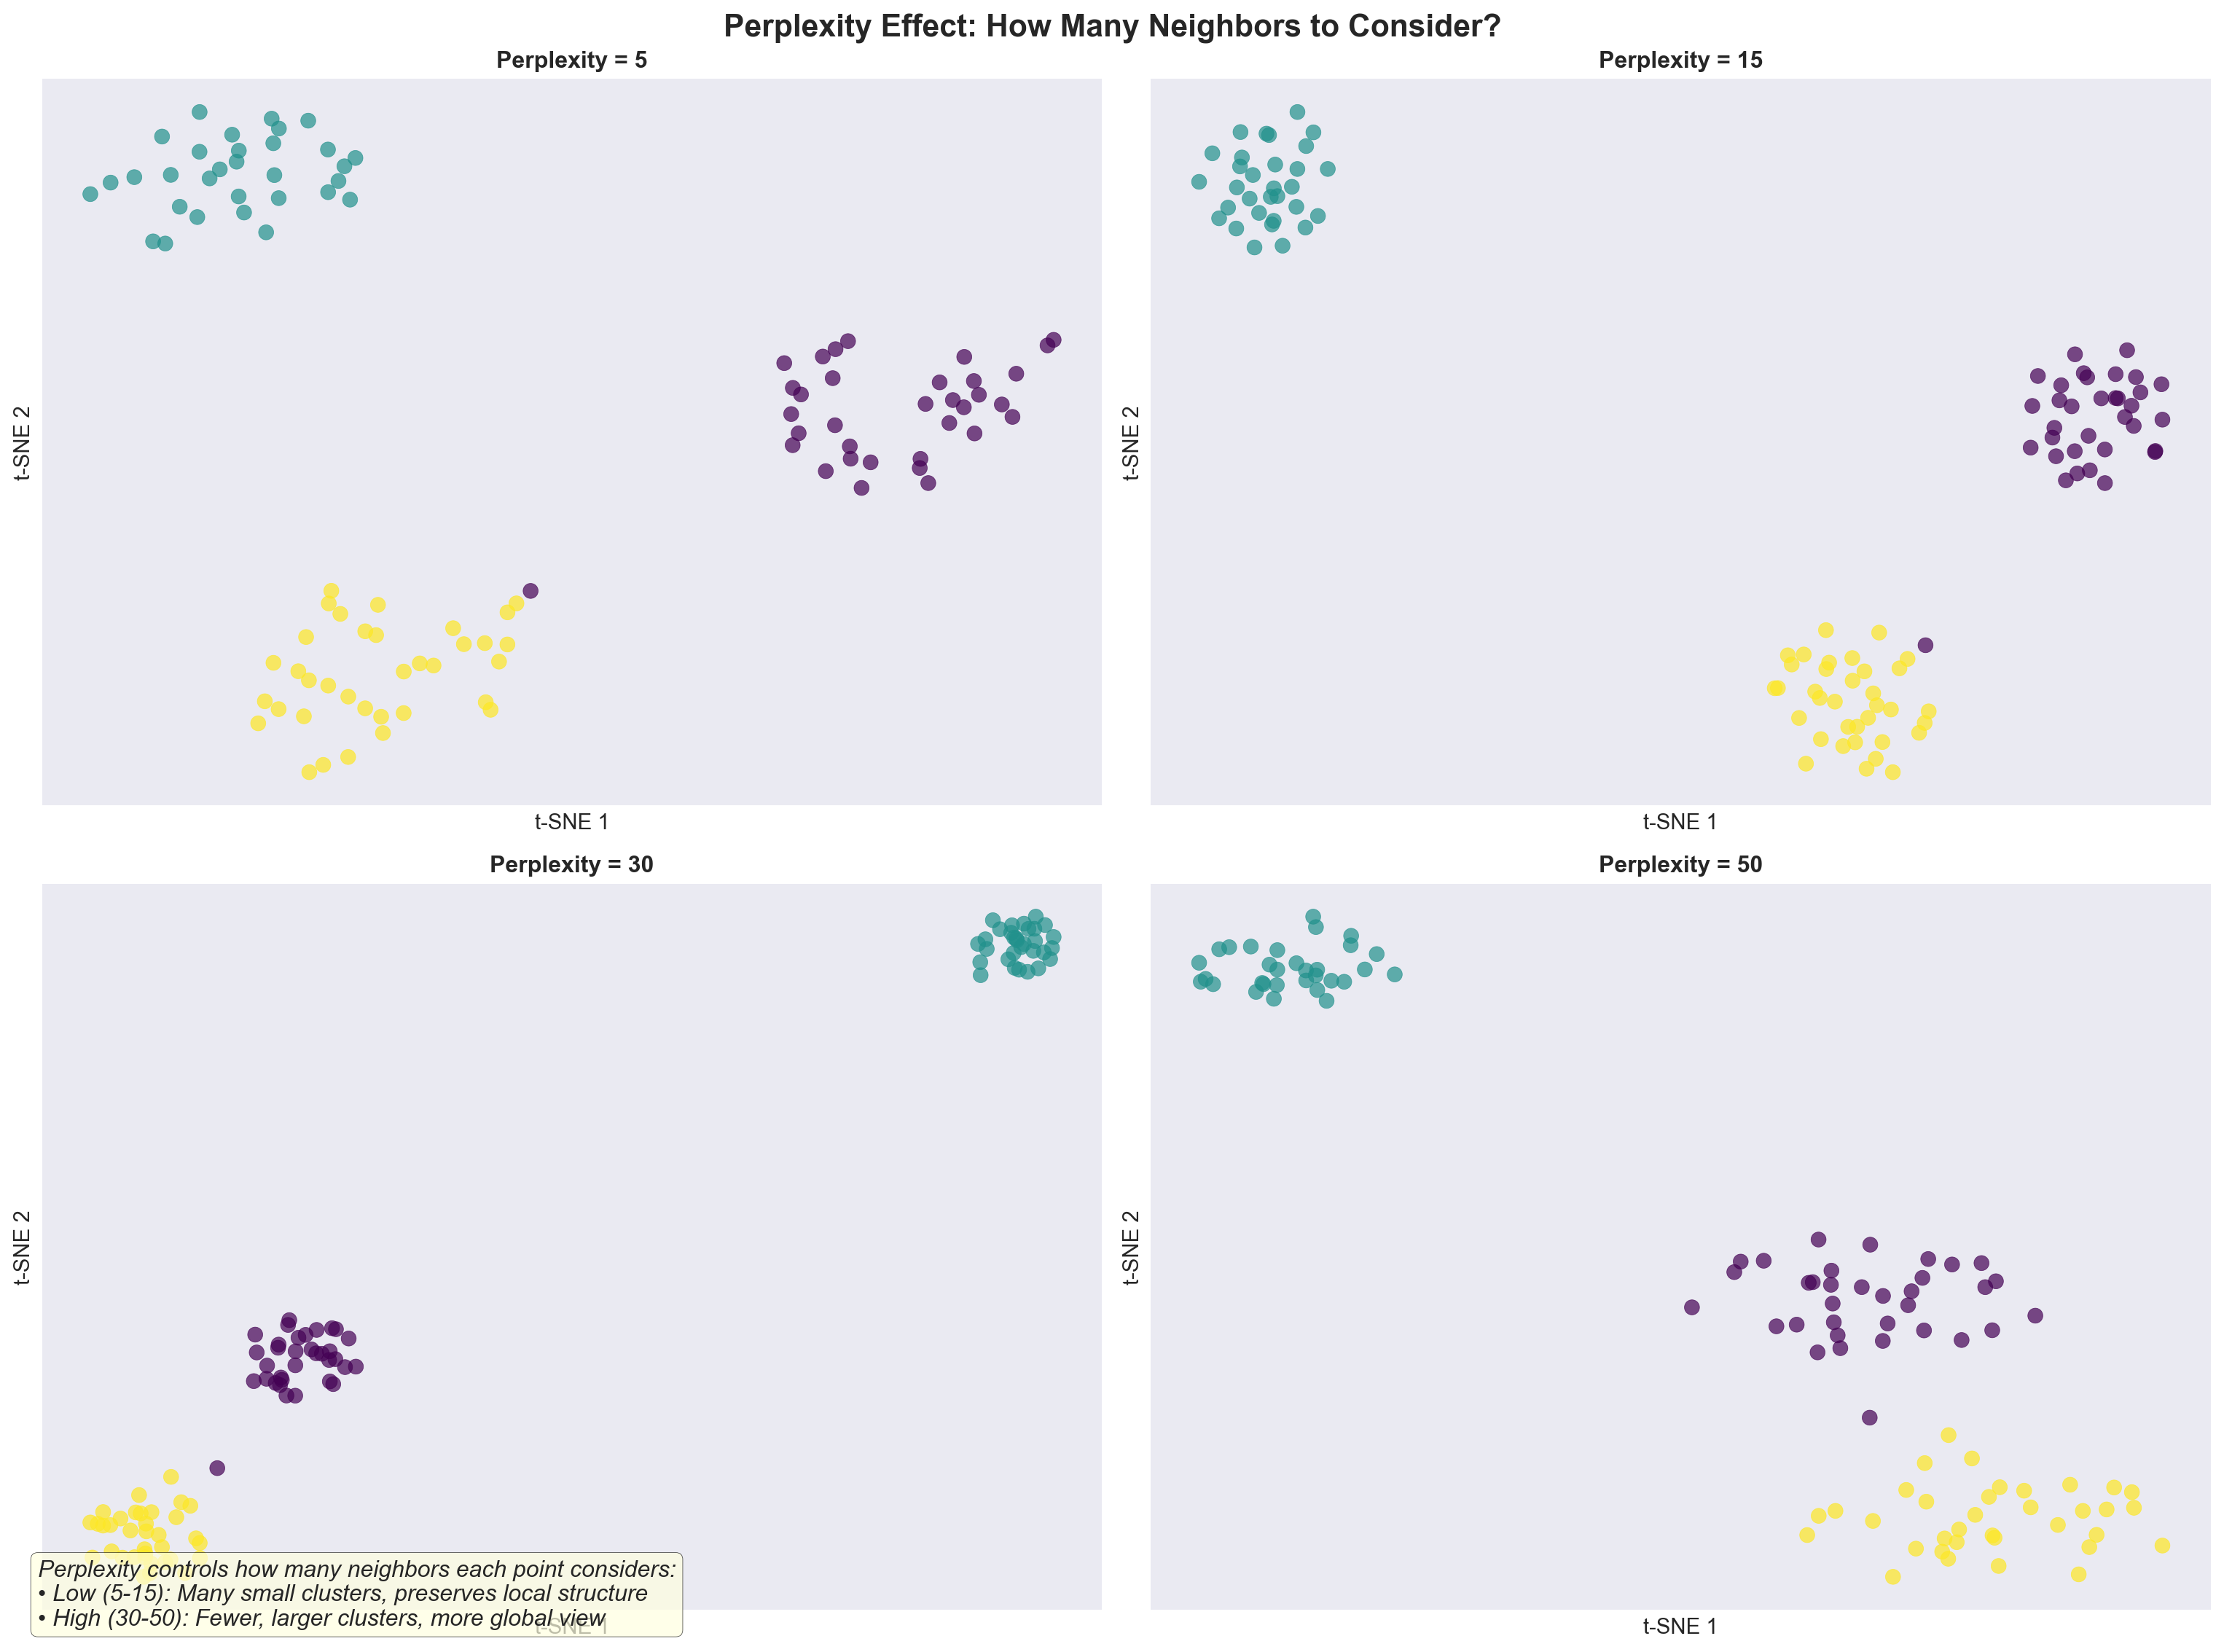 Perplexity Effect: How Many Neighbors to Consider?
Perplexity = 5
Perplexity = 15
t-SNE 2
t-SNE 2
t-SNE 1
t-SNE 1
Perplexity = 30
Perplexity = 50
t-SNE 2
t-SNE 2
Perplexity controls how many neighbors each point considers:
• Low (5-15): Many small clusters, preserves local structure
• High (30-50): Fewer, larger clusters, more global view
t-SNE 1
t-SNE 1